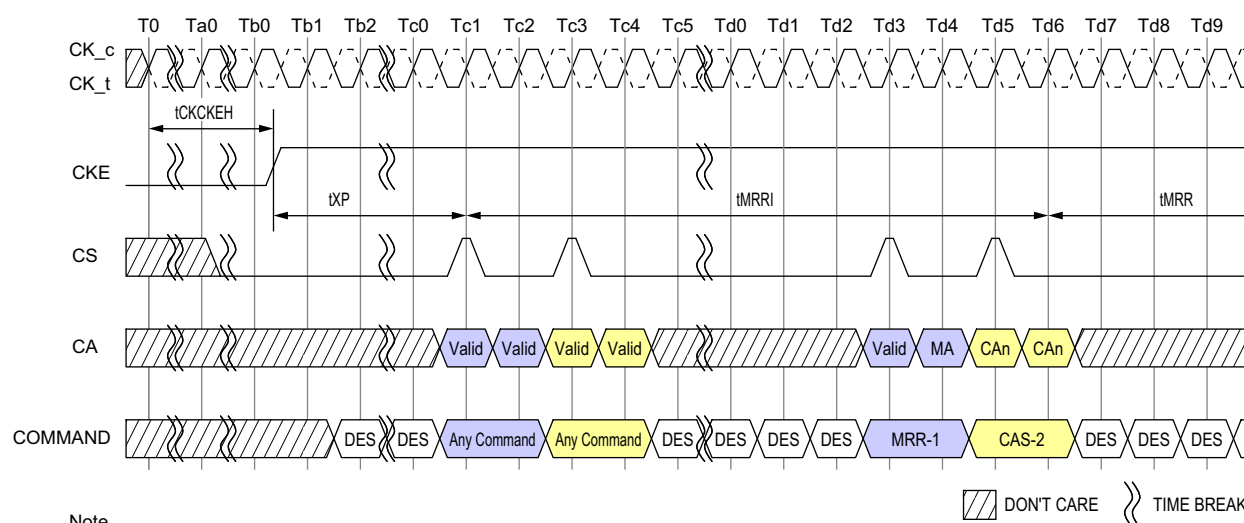 T0 Ta0 Tb0 Tb1 Tb2 Tc0 Tc1 Tc2 Tc3 Tc4 Tc5 Td0 Td1 Td2 Td3 Td4 Td5 Td6 Td7 Td8 Td9
CK_c
CK_t
tCKCKEH
CKE
tXP tMRRI tMRR
CS
CA Valid Valid Valid Valid Valid MA CAn CAn
COMMAND DES DES Any Command Any Command DES DES DES DES MRR-1 CAS-2 DES DES DES
DON'T CARE TIME BREAK
Note